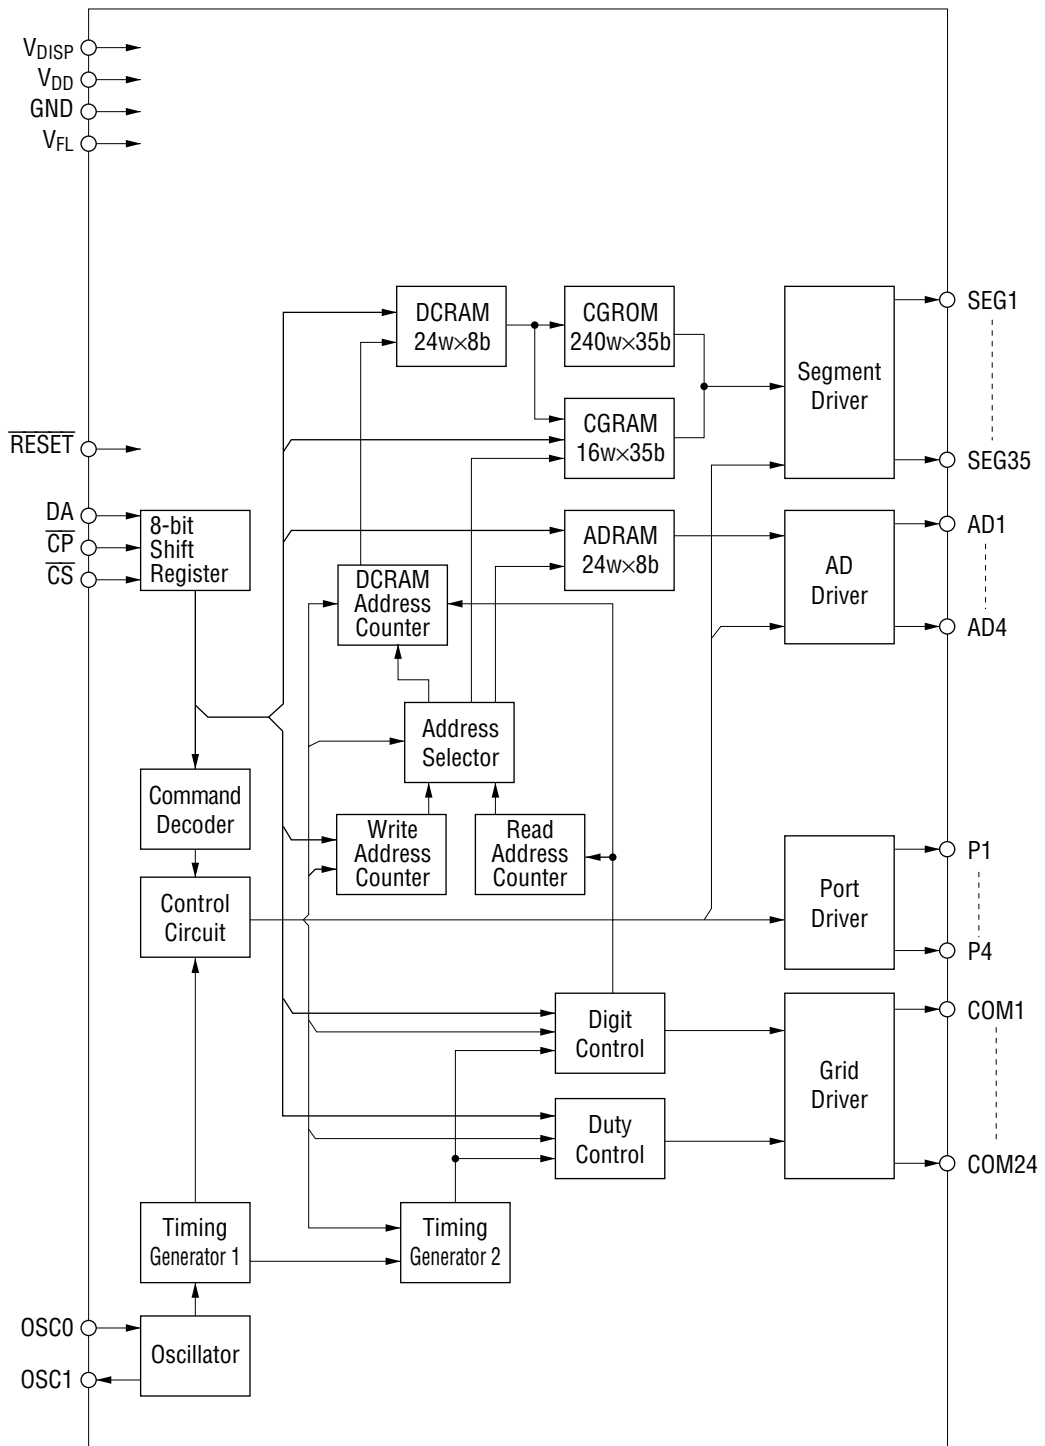 VDISP
VDD
GND
VFL
RESET
DA
CP
CS
8-bit
Shift
Register
DCRAM
24w×8b
CGROM
240w×35b
CGRAM
16w×35b
Segment
Driver
SEG1
SEG35
ADRAM
24w×8b
AD
Driver
AD1
AD4
DCRAM
Address
Counter
Address
Selector
Command
Decoder
Write
Address
Counter
Read
Address
Counter
Control
Circuit
Port
Driver
P1
P4
Digit
Control
Duty
Control
Grid
Driver
COM1
COM24
Timing
Generator 1
Timing
Generator 2
OSC0
OSC1
Oscillator